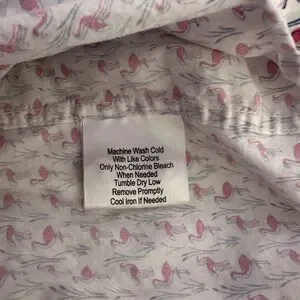 Machine Wash Cold
With Like Colors
Only Non-Chlorine Bleach
When Needed
Tumble Dry Low
Remove Promptly
Cool Iron If Needed